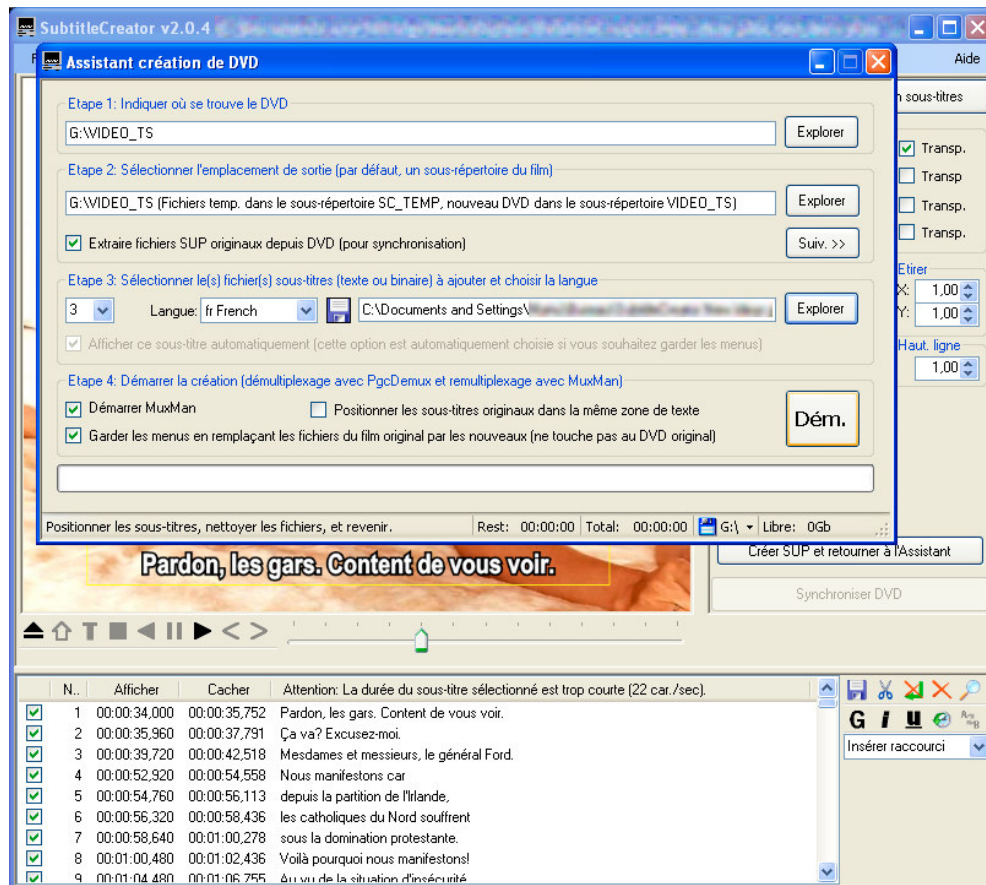 SubtitleCreator v2.0.4
Aide
Assistant création de DVD
Etape 1: Indiquer où se trouve le DVD
G:\VIDEO_TS
Explorer
Etape 2: Sélectionner l'emplacement de sortie (par défaut, un sous-répertoire du film)
G:\VIDEO_TS (Fichiers temp. dans le sous-répertoire SC_TEMP, nouveau DVD dans le sous-répertoire VIDEO_TS)
Explorer
Extraire fichiers SUP originaux depuis DVD (pour synchronisation)
Suiv. >>
Etape 3: Sélectionner le(s) fichier(s) sous-titres (texte ou binaire) à ajouter et choisir la langue
3 Langue: fr French C:\Documents and Settings\
Explorer
Afficher ce sous-titre automatiquement (cette option est automatiquement choisie si vous souhaitez garder les menus)
Etape 4: Démarrer la création (démultiplexage avec PgcDemux et remultiplexage avec MuxMan)
Démarrer MuxMan Positionner les sous-titres originaux dans la même zone de texte
Garder les menus en remplaçant les fichiers du film original par les nouveaux (ne touche pas au DVD original)
Dém.
Positionner les sous-titres, nettoyer les fichiers, et revenir. Rest: 00:00:00 Total: 00:00:00 G:\ Libre: 0Gb
sous-titres
Transp.
Transp
Transp.
Transp.
Etirer
X: 1,00
Y: 1,00
Haut. ligne
1,00
Créer SUP et retourner à l'Assistant
Synchroniser DVD
Pardon, les gars. Content de vous voir.
T
N.. Afficher Cacher Attention: La durée du sous-titre sélectionné est trop courte (22 car./sec).
1 00:00:34,000 00:00:35,752 Pardon, les gars. Content de vous voir.
2 00:00:35,960 00:00:37,791 Ça va? Excusez-moi.
3 00:00:39,720 00:00:42,518 Mesdames et messieurs, le général Ford.
4 00:00:52,920 00:00:54,558 Nous manifestons car
5 00:00:54,760 00:00:56,113 depuis la partition de l'Irlande,
6 00:00:56,320 00:00:58,436 les catholiques du Nord souffrent
7 00:00:58,640 00:01:00,278 sous la domination protestante.
8 00:01:00,480 00:01:02,436 Voilà pourquoi nous manifestons!
9 00:01:04,480 00:01:06,755 Au vu de la situation d'insécurité
G i u
Insérer raccourci